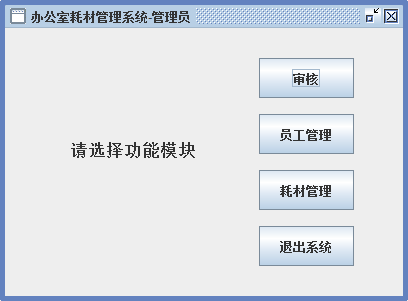 办公室耗材管理系统-管理员
审核
员工管理
请选择功能模块
耗材管理
退出系统